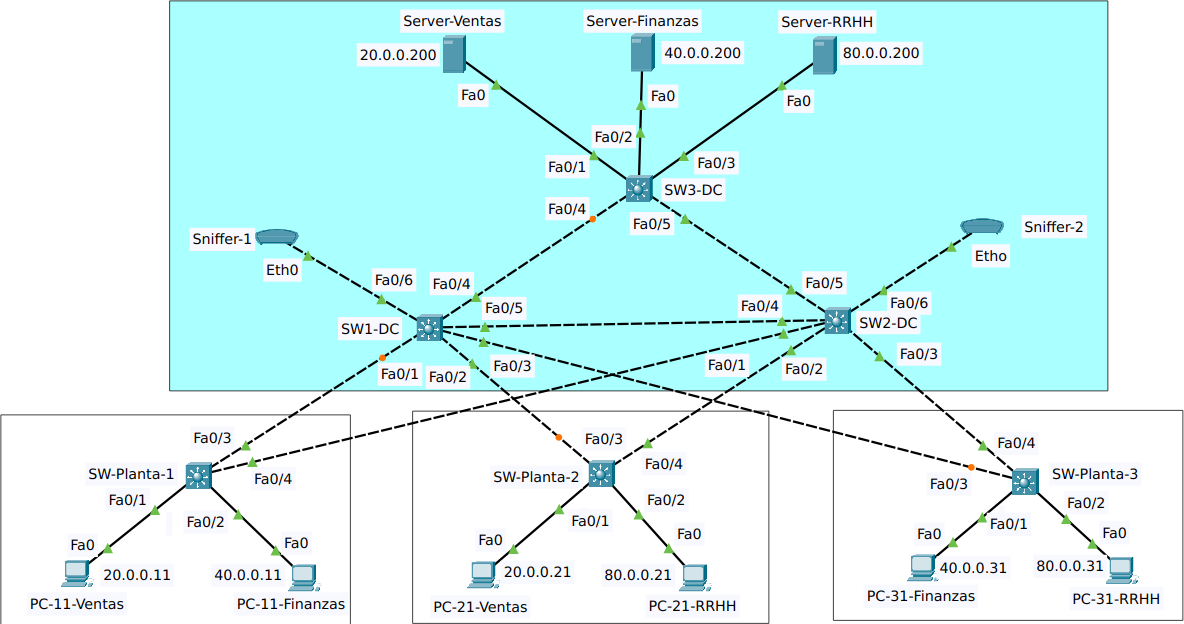 Server-Ventas
Server-Finanzas
Server-RRHH
20.0.0.200
40.0.0.200
80.0.0.200
Fa0
Fa0
Fa0
Fa0/1
Fa0/2
Fa0/3
SW3-DC
Fa0/4
Fa0/5
Sniffer-1
Eth0
Fa0/6
Sniffer-2
Etho
Fa0/4
Fa0/5
SW1-DC
Fa0/1
Fa0/2
Fa0/3
Fa0/5
Fa0/4
Fa0/6
SW2-DC
Fa0/1
Fa0/2
Fa0/3
Fa0/3
SW-Planta-1
Fa0/4
Fa0/1
Fa0/2
Fa0
Fa0
20.0.0.11
40.0.0.11
PC-11-Ventas
PC-11-Finanzas
Fa0/3
SW-Planta-2
Fa0/4
Fa0/1
Fa0/2
Fa0
Fa0
20.0.0.21
80.0.0.21
PC-21-Ventas
PC-21-RRHH
Fa0/4
SW-Planta-3
Fa0/3
Fa0/1
Fa0/2
Fa0
Fa0
40.0.0.31
80.0.0.31
PC-31-Finanzas
PC-31-RRHH